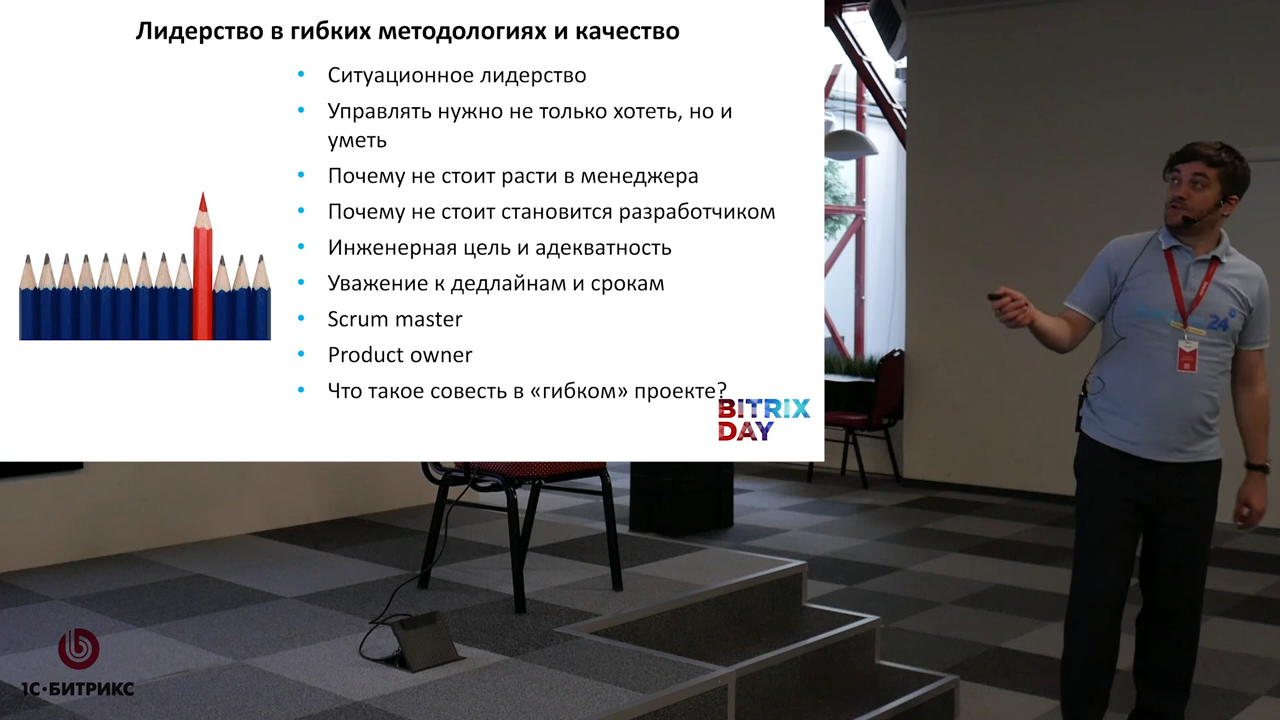 Лидерство в гибких методологиях и качество
Ситуационное лидерство
Управлять нужно не только хотеть, но и
уметь
Почему не стоит расти в менеджера
Почему не стоит становится разработчиком
Инженерная цель и адекватность
Уважение к дедлайнам и срокам
Scrum master
Product owner
Что такое совесть в «гибком» проекте?
BITRIX
DAY
24
1С·БИТРИКС